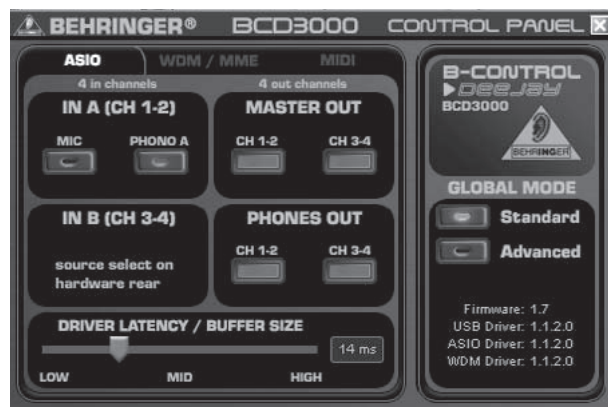 BEHRINGER® BCD3000 CONTROL PANEL X
ASIO WDM / MME MIDI
4 in channels 4 out channels
IN A (CH 1-2)
MIC PHONO A
MASTER OUT
CH 1-2 CH 3-4
IN B (CH 3-4)
source select on
hardware rear
PHONES OUT
CH 1-2 CH 3-4
DRIVER LATENCY / BUFFER SIZE
14 ms
LOW MID HIGH
B-CONTROL
DEEJAY
BCD3000
BEHRINGER
GLOBAL MODE
Standard
Advanced
Firmware: 1.7
USB Driver: 1.1.2.0
ASIO Driver: 1.1.2.0
WDM Driver: 1.1.2.0